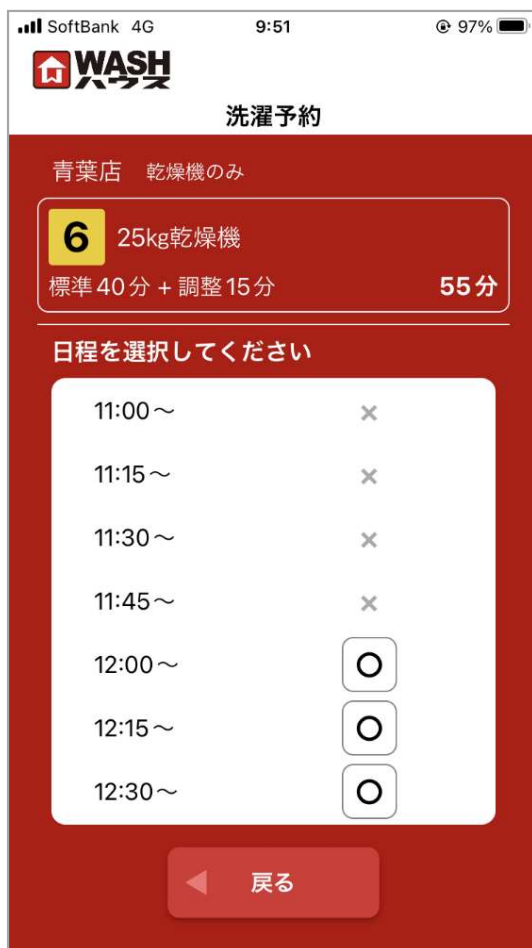 SoftBank 4G 9:51 97%
WASH
ハウス
洗濯予約
青葉店 乾燥機のみ
6 25kg乾燥機
標準40分 + 調整15分 55分
日程を選択してください
11:00〜 ×
11:15〜 ×
11:30〜 ×
11:45〜 ×
12:00〜 ○
12:15〜 ○
12:30〜 ○
戻る